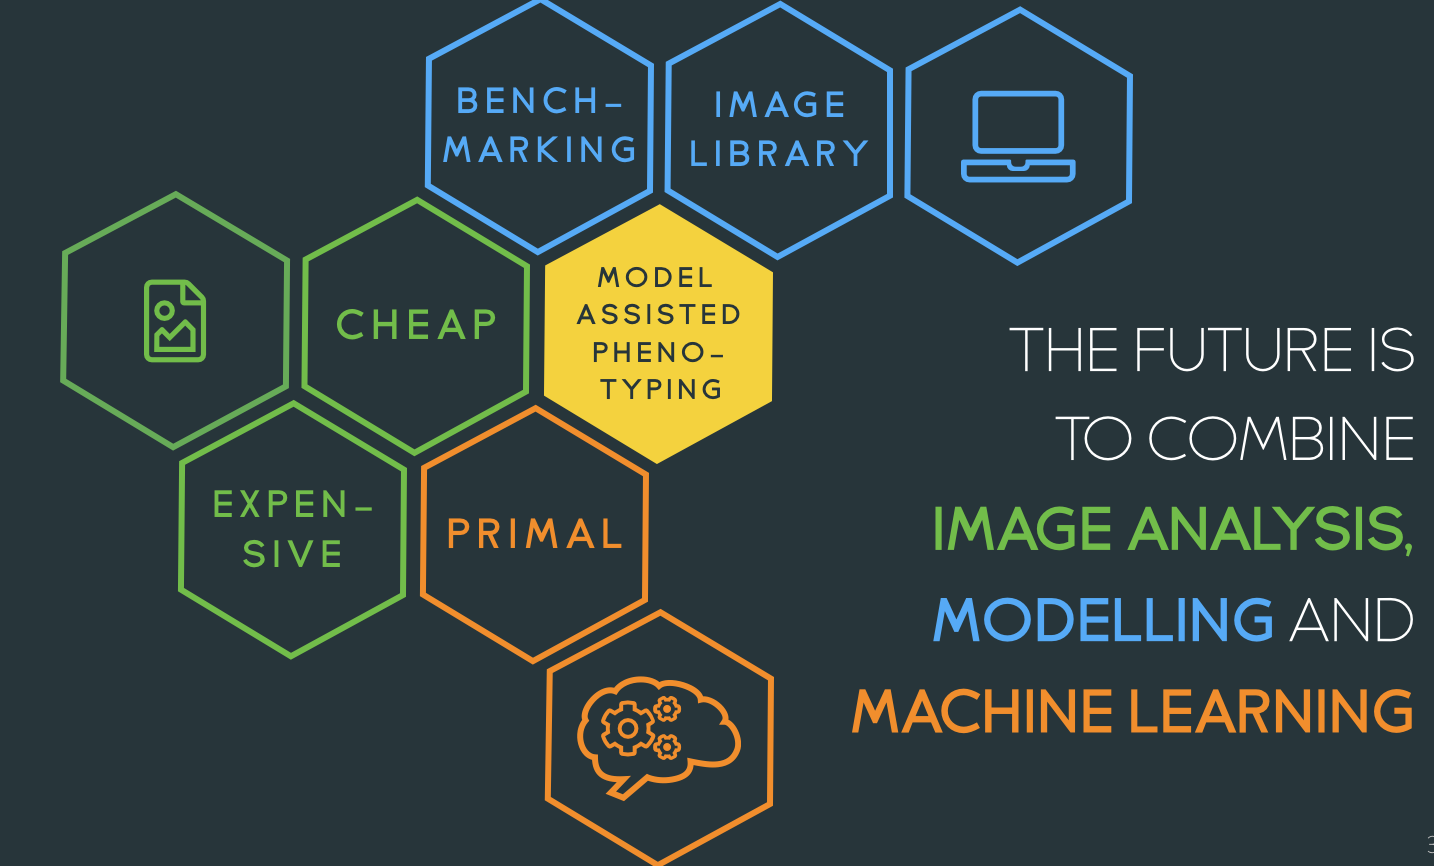 BENCH-
MARKING
IMAGE
LIBRARY
CHEAP
MODEL
ASSISTED
PHENO-
TYPING
EXPEN-
SIVE
PRIMAL
THE FUTURE IS
TO COMBINE
IMAGE ANALYSIS,
MODELLING AND
MACHINE LEARNING